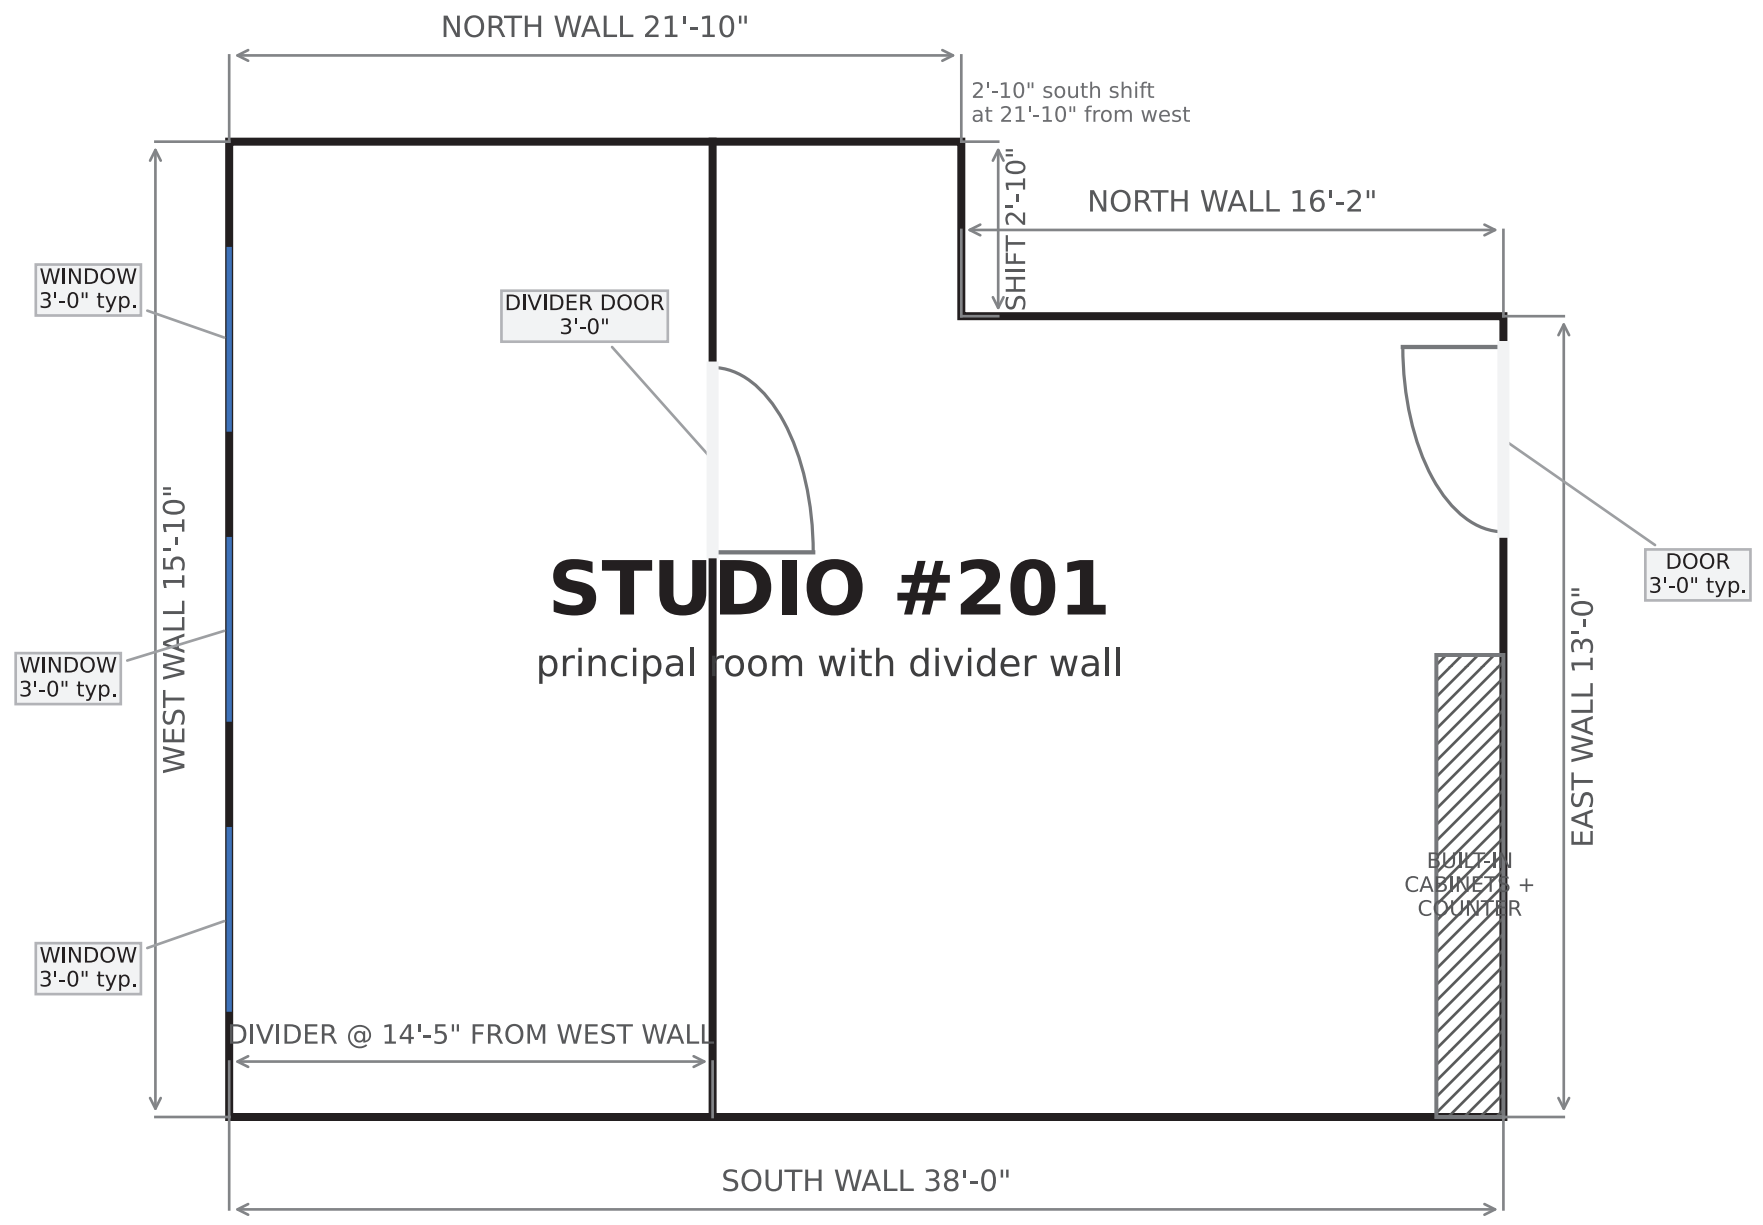 NORTH WALL 21'-10"
2'-10" south shift
at 21'-10" from west
SHIFT 2'-10"
NORTH WALL 16'-2"
WINDOW
3'-0" typ.
DIVIDER DOOR
3'-0"
WEST WALL 15'-10"
STUDIO #201
principal room with divider wall
DOOR
3'-0" typ.
EAST WALL 13'-0"
WINDOW
3'-0" typ.
BUILT-IN
CABINETS +
COUNTER
WINDOW
3'-0" typ.
DIVIDER @ 14'-5" FROM WEST WALL
SOUTH WALL 38'-0"